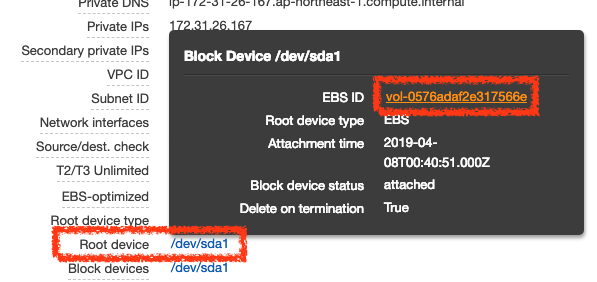 Private DNS ip-172-31-26-167.ap-northeast-1.compute.internal
Private IPs 172.31.26.167
Secondary private IPs
VPC ID
Subnet ID
Network interfaces
Source/dest. check
T2/T3 Unlimited
EBS-optimized
Root device type
Root device /dev/sda1
Block devices /dev/sda1
Block Device /dev/sda1
EBS ID vol-0576adaf2e317566e
Root device type EBS
Attachment time 2019-04-
08T00:40:51.000Z
Block device status attached
Delete on termination True